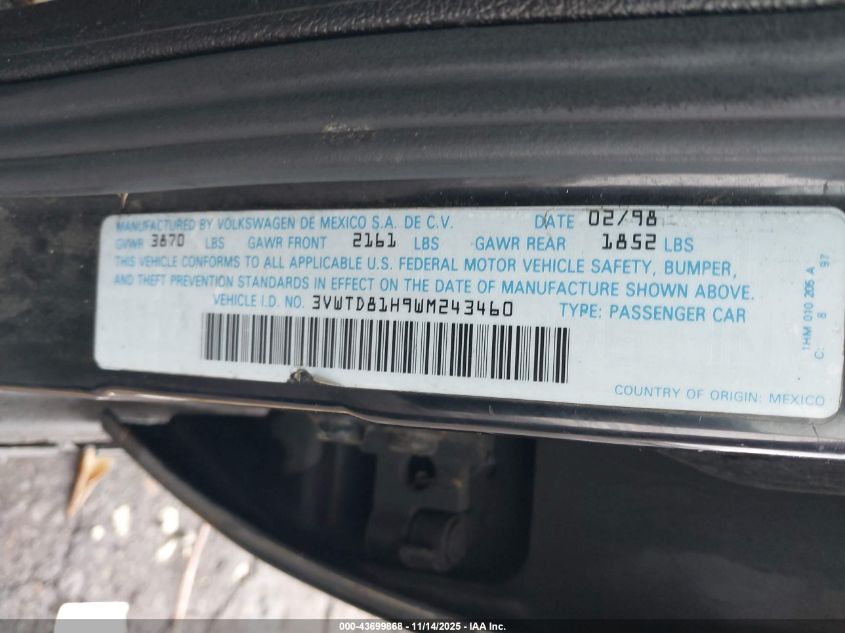 MANUFACTURED BY VOLKSWAGEN DE MEXICO S.A. DE C.V. DATE 02/98
GVWR 3870 LBS GAWR FRONT 2161 LBS GAWR REAR 1852 LBS
THIS VEHICLE CONFORMS TO ALL APPLICABLE U.S. FEDERAL MOTOR VEHICLE SAFETY, BUMPER,
AND THEFT PREVENTION STANDARDS IN EFFECT ON THE DATE OF MANUFACTURE SHOWN ABOVE.
VEHICLE I.D. NO. 3VWTD81H9WM243460 TYPE: PASSENGER CAR
COUNTRY OF ORIGIN: MEXICO
1HM 010 205 A
C: 8 97
000-43699868 - 11/14/2025 - IAA Inc.